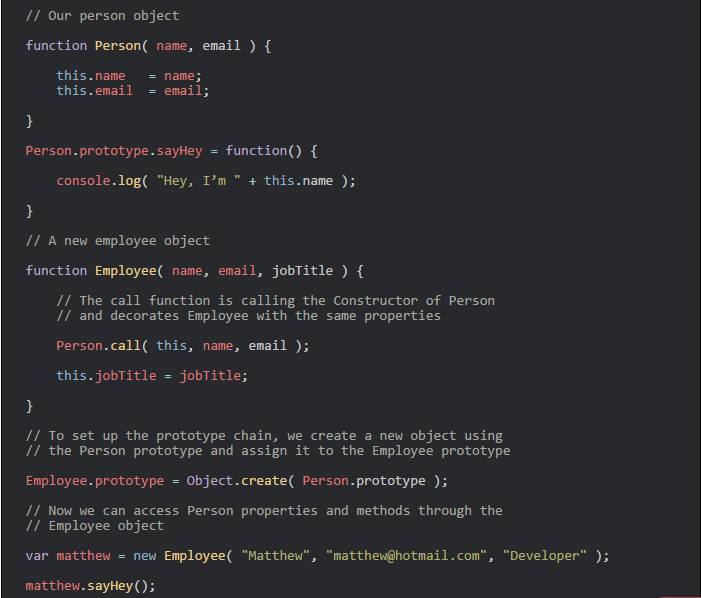 // Our person object
function Person( name, email ) {
this.name = name;
this.email = email;
}
Person.prototype.sayHey = function() {
console.log( "Hey, I’m " + this.name );
}
// A new employee object
function Employee( name, email, jobTitle ) {
// The call function is calling the Constructor of Person
// and decorates Employee with the same properties
Person.call( this, name, email );
this.jobTitle = jobTitle;
}
// To set up the prototype chain, we create a new object using
// the Person prototype and assign it to the Employee prototype
Employee.prototype = Object.create( Person.prototype );
// Now we can access Person properties and methods through the
// Employee object
var matthew = new Employee( "Matthew", "matthew@hotmail.com", "Developer" );
matthew.sayHey();